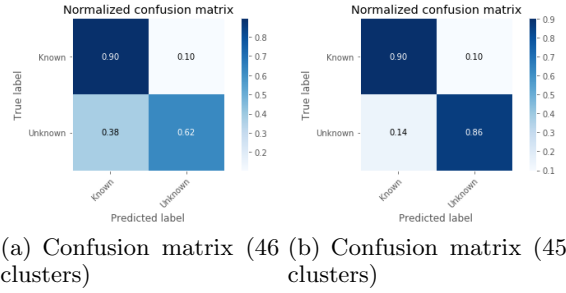 Normalized confusion matrix
Known
Unknown
True label
0.90
0.10
0.38
0.62
0.8
0.7
0.6
0.5
0.4
0.3
0.2
Known
Unknown
Predicted label
(a) Confusion matrix (46
clusters)
Normalized confusion matrix
Known
Unknown
True label
0.90
0.10
0.14
0.86
0.9
0.8
0.7
0.6
0.5
0.4
0.3
0.2
0.1
Known
Unknown
Predicted label
(b) Confusion matrix (45
clusters)